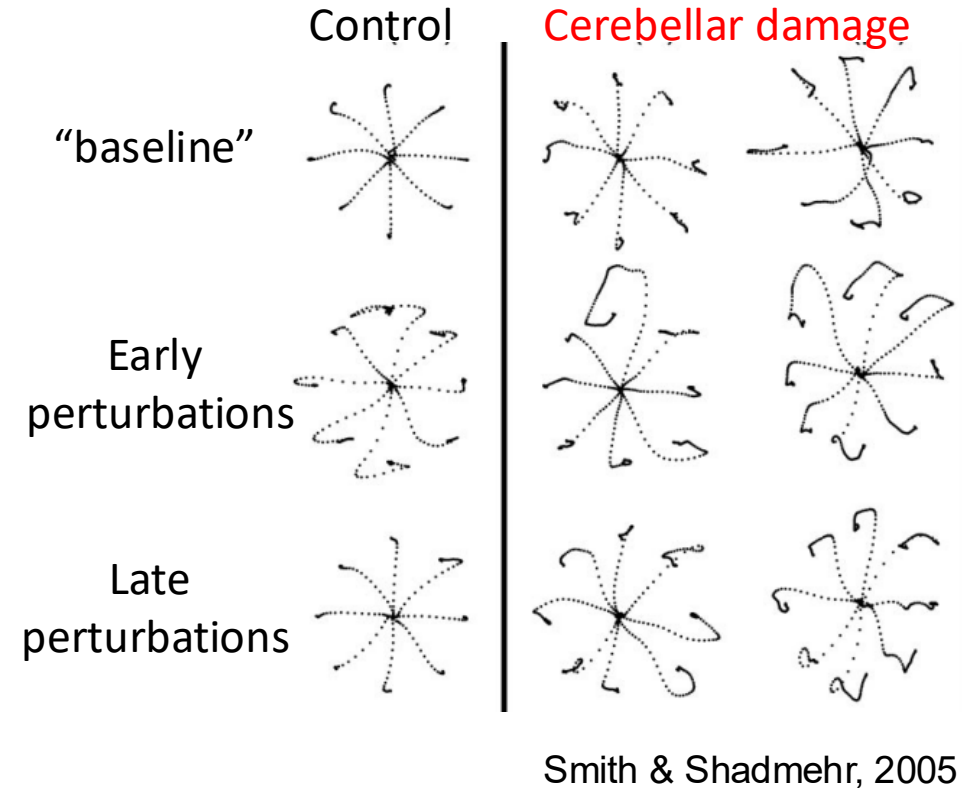 Control
Cerebellar damage
“baseline”
Early
perturbations
Late
perturbations
Smith & Shadmehr, 2005